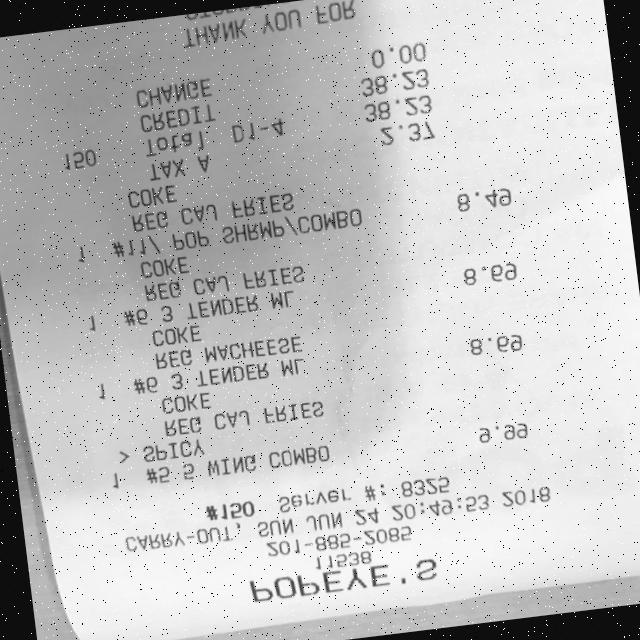 POPEYE'S
11538
201-885-2085
CARRY-OUT, SUN JUN 24 20:49:53 2018
#150 Server #: 8325
1 #5 5 WING COMBO 9.99
> SPICY
REG CAJ FRIES
COKE
1 #6 3 TENDER ML 8.69
REG MACHEESE
COKE
1 #6 3 TENDER ML 8.69
REG CAJ FRIES
COKE
1 #11/ POP SHRMP/COMBO 8.49
REG CAJ FRIES
COKE
TAX A 2.37
150 Total D1-4 38.23
CREDIT 38.23
CHANGE 0.00
THANK YOU FOR